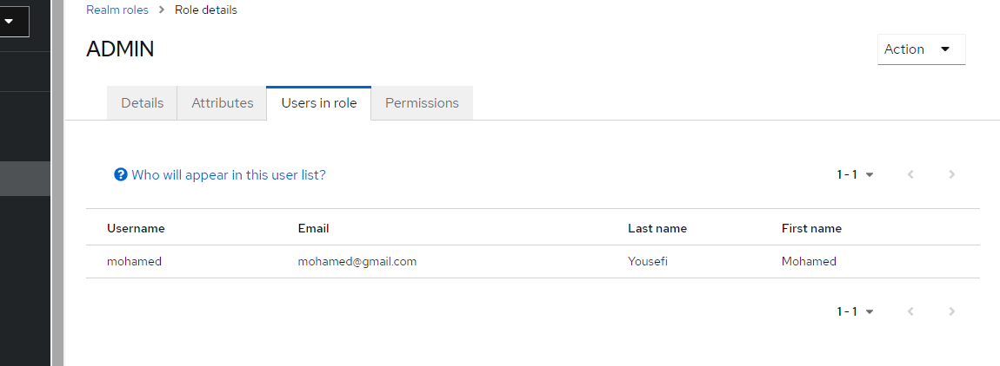 Realm roles > Role details
ADMIN
Action
Details Attributes Users in role Permissions
Who will appear in this user list?
1 - 1
Username Email Last name First name
mohamed mohamed@gmail.com Yousefi Mohamed
1 - 1